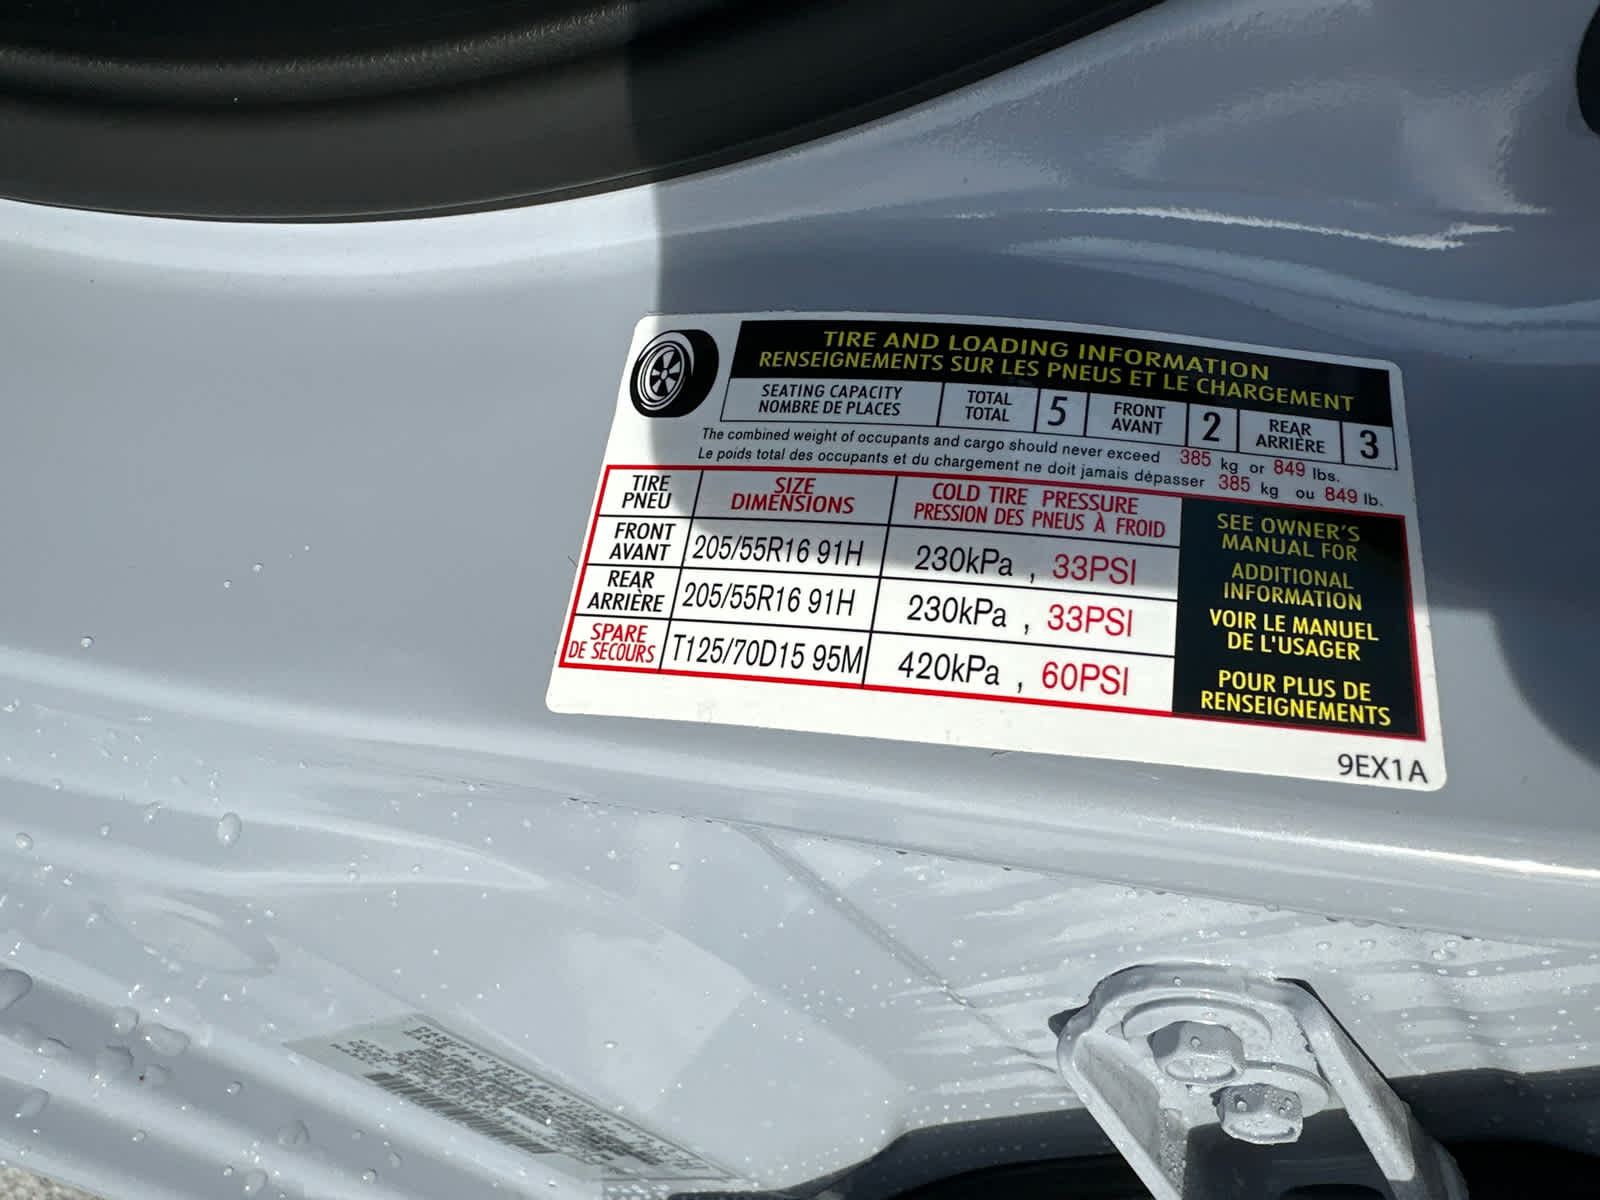 TIRE AND LOADING INFORMATION
RENSEIGNEMENTS SUR LES PNEUS ET LE CHARGEMENT
SEATING CAPACITY
NOMBRE DE PLACES
TOTAL
TOTAL
5
FRONT
AVANT
2
REAR
ARRIÈRE
3
The combined weight of occupants and cargo should never exceed 385 kg or 849 lbs.
Le poids total des occupants et du chargement ne doit jamais dépasser 385 kg ou 849 lb.
TIRE
PNEU
SIZE
DIMENSIONS
COLD TIRE PRESSURE
PRESSION DES PNEUS À FROID
FRONT
AVANT
205/55R16 91H
230kPa , 33PSI
REAR
ARRIÈRE
205/55R16 91H
230kPa , 33PSI
SPARE
DE SECOURS
T125/70D15 95M
420kPa , 60PSI
SEE OWNER'S
MANUAL FOR
ADDITIONAL
INFORMATION
VOIR LE MANUEL
DE L'USAGER
POUR PLUS DE
RENSEIGNEMENTS
9EX1A